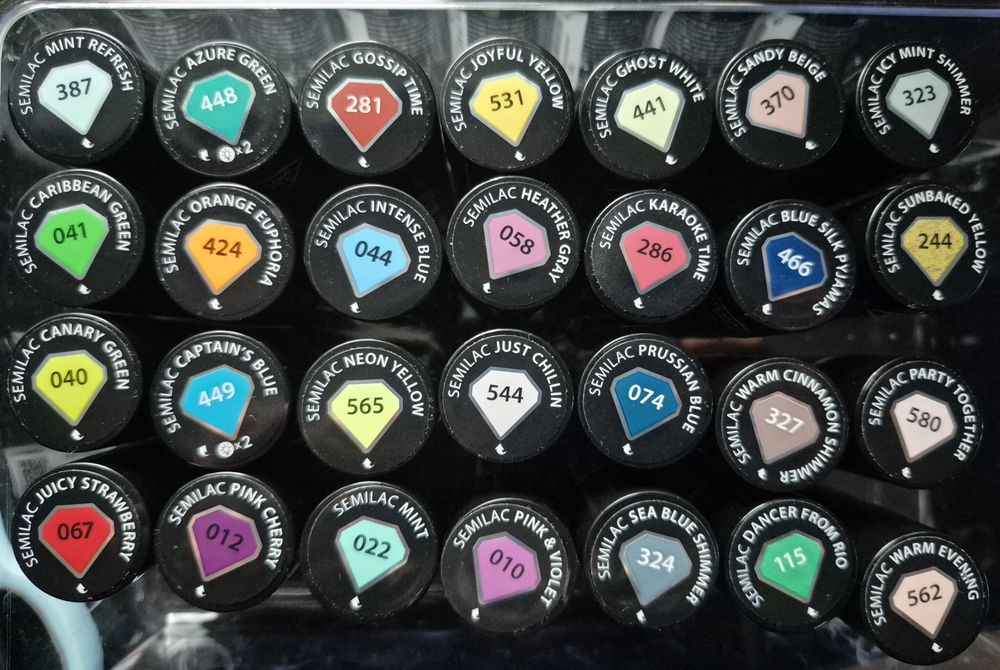 SEMILAC MINT REFRESH
387
SEMILAC AZURE GREEN
448
x2
SEMILAC GOSSIP TIME
281
SEMILAC JOYFUL YELLOW
531
SEMILAC GHOST WHITE
441
SEMILAC SANDY BEIGE
370
SEMILAC ICY MINT SHIMMER
323
SEMILAC CARIBBEAN GREEN
041
SEMILAC ORANGE EUPHORIA
424
SEMILAC INTENSE BLUE
044
SEMILAC HEATHER GRAY
058
SEMILAC KARAOKE TIME
286
SEMILAC BLUE SILK PYJAMAS
466
SEMILAC SUNBAKED YELLOW
244
SEMILAC CANARY GREEN
040
SEMILAC CAPTAIN'S BLUE
449
x2
SEMILAC NEON YELLOW
565
SEMILAC JUST CHILLIN
544
SEMILAC PRUSSIAN BLUE
074
SEMILAC WARM CINNAMON SHIMMER
327
SEMILAC PARTY TOGETHER
580
SEMILAC JUICY STRAWBERRY
067
SEMILAC PINK CHERRY
012
SEMILAC MINT
022
SEMILAC PINK & VIOLET
010
SEMILAC SEA BLUE SHIMMER
324
SEMILAC DANCER FROM RIO
115
SEMILAC WARM EVENING
562